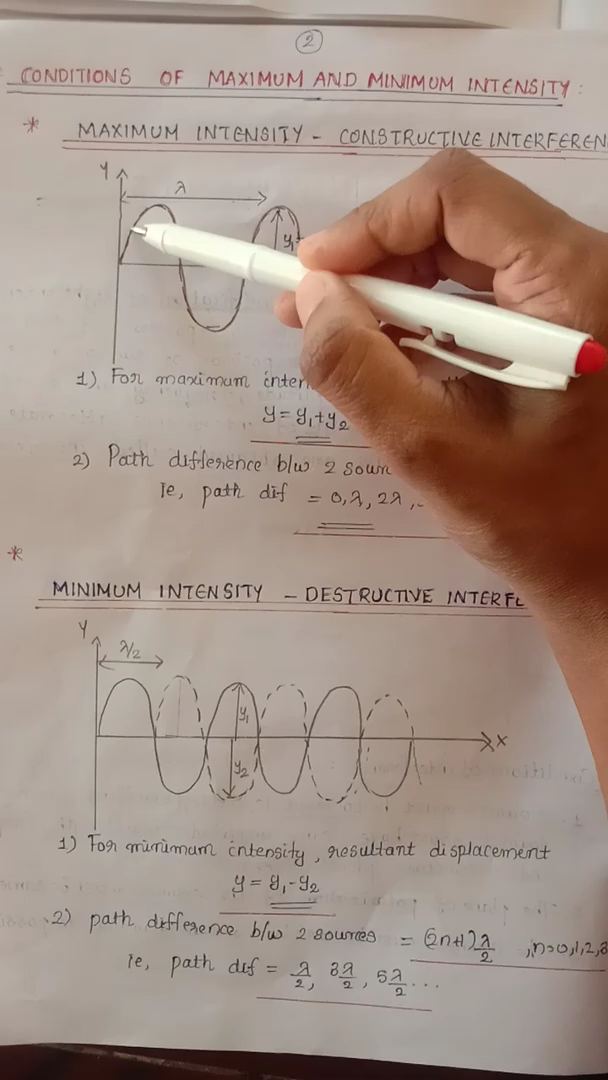 2
CONDITIONS OF MAXIMUM AND MINIMUM INTENSITY:
* MAXIMUM INTENSITY - CONSTRUCTIVE INTERFEREN
Y
λ
y₁
1) For maximum inten
y = y₁+y₂
2) Path difference b/w 2 sour
Ie, path dif = 0, λ, 2λ,
*
MINIMUM INTENSITY - DESTRUCTIVE INTERFE
Y
λ/2
y₁
X
y₂
1) For minimum intensity, resultant displacement
y = y₁-y₂
2) path difference b/w 2 sources = (2n+1)λ/2 , n=0,1,2,3
ie, path dif = λ/2, 3λ/2, 5λ/2 ...